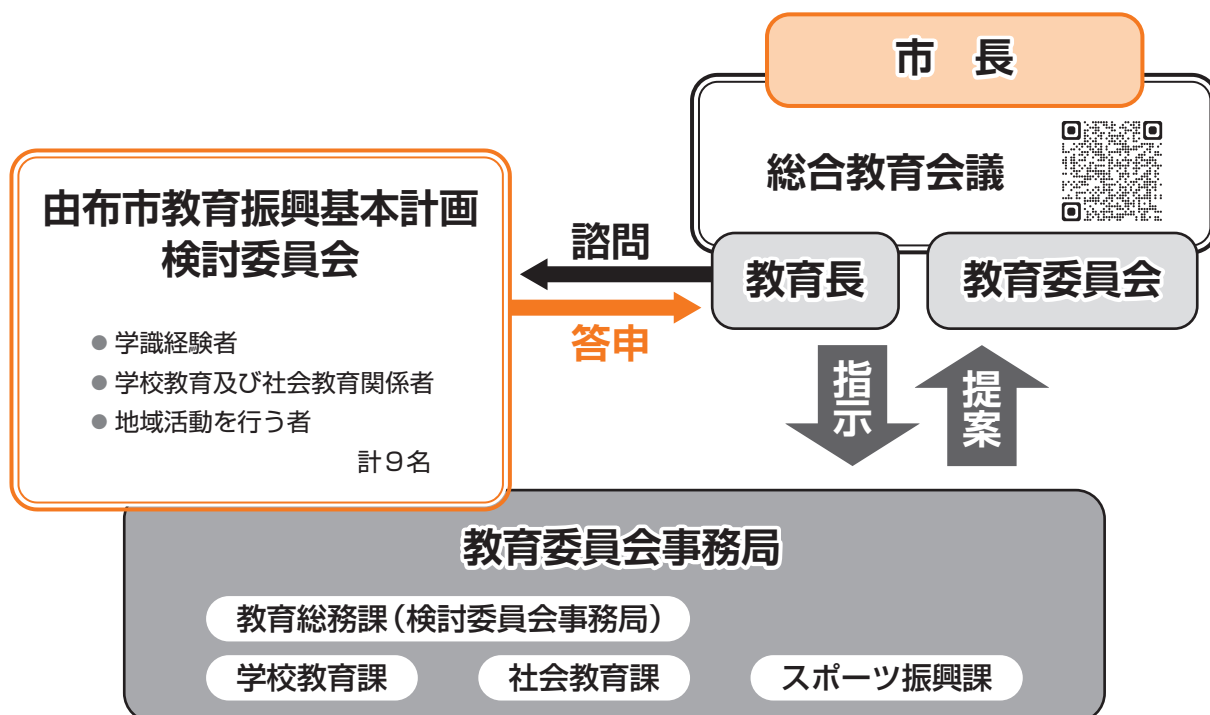 市 長
総合教育会議
教育長
教育委員会
諮問
答申
由布市教育振興基本計画
検討委員会
● 学識経験者
● 学校教育及び社会教育関係者
● 地域活動を行う者
計９名
指示
提案
教育委員会事務局
教育総務課（検討委員会事務局）
学校教育課
社会教育課
スポーツ振興課